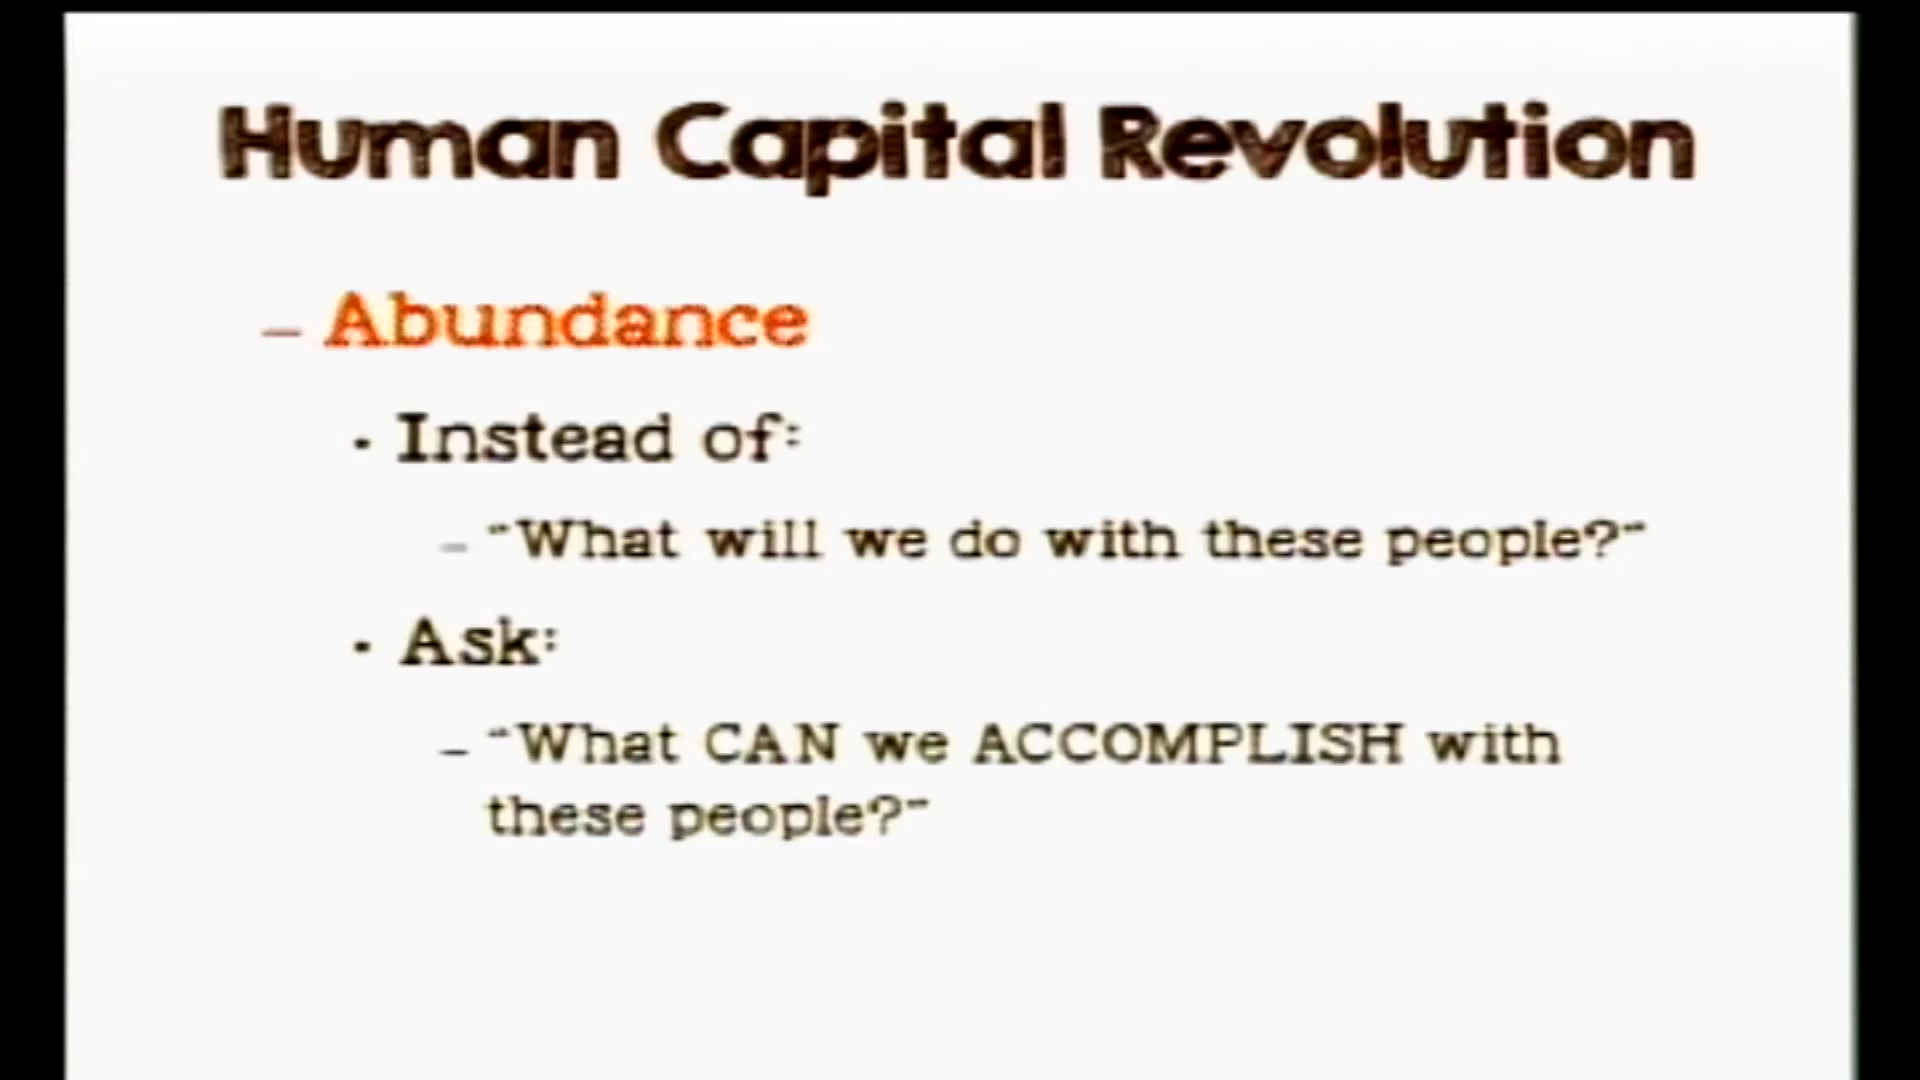 Human Capital Revolution
– Abundance
• Instead of:
– "What will we do with these people?"
• Ask:
– "What CAN we ACCOMPLISH with
these people?"